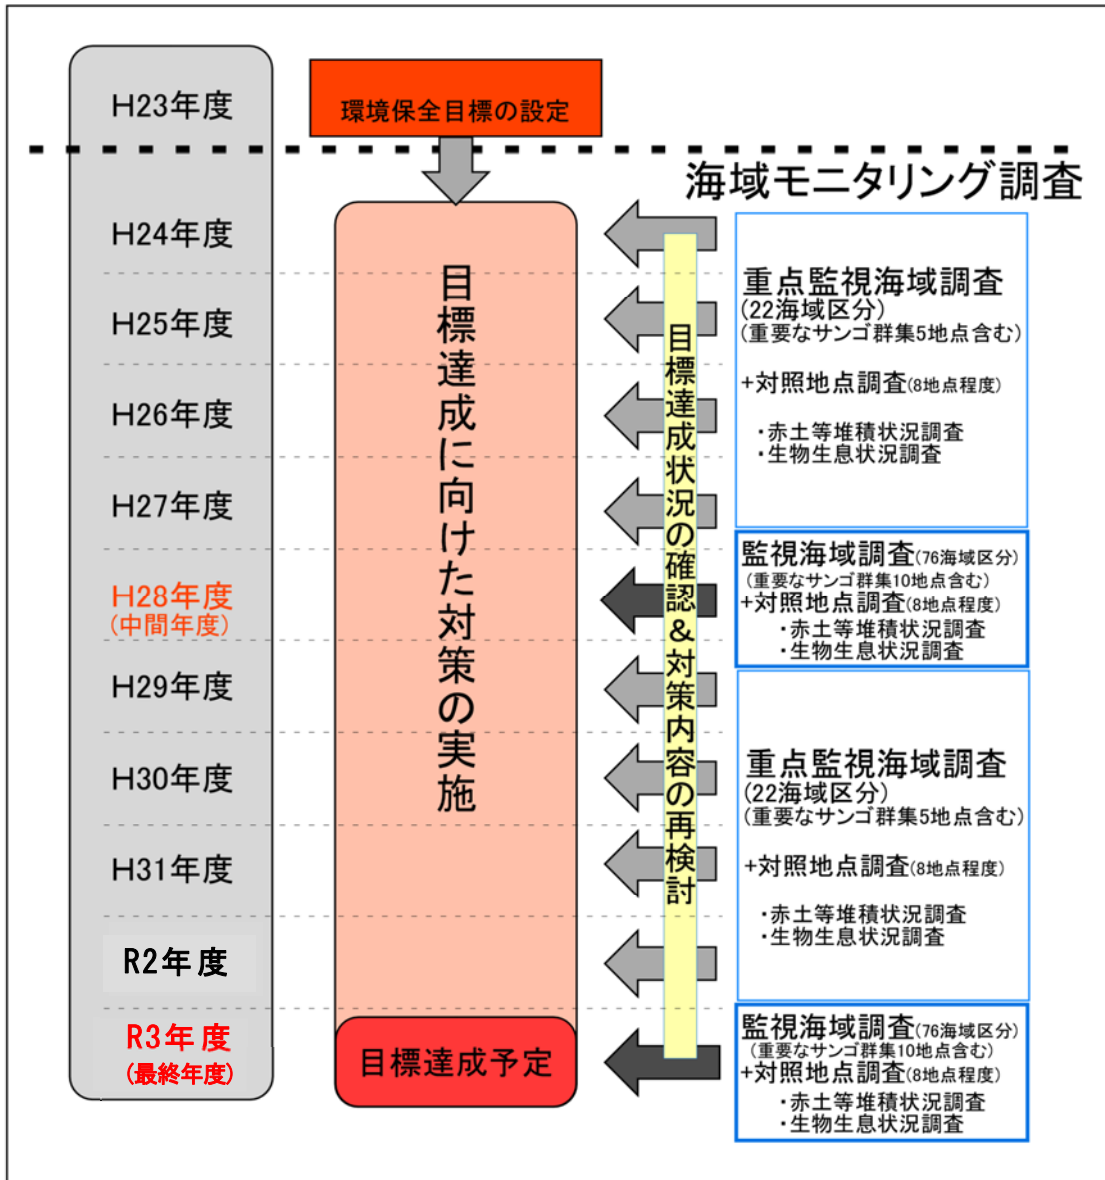 H23年度
環境保全目標の設定
海域モニタリング調査
H24年度
H25年度
H26年度
H27年度
H28年度
(中間年度)
H29年度
H30年度
H31年度
R2年度
R3年度
(最終年度)
目標達成に向けた対策の実施
目標達成予定
目標達成状況の確認&対策内容の再検討
重点監視海域調査
(22海域区分)
(重要なサンゴ群集5地点含む)
+対照地点調査(8地点程度)
・赤土等堆積状況調査
・生物生息状況調査
監視海域調査(76海域区分)
(重要なサンゴ群集10地点含む)
+対照地点調査(8地点程度)
・赤土等堆積状況調査
・生物生息状況調査
重点監視海域調査
(22海域区分)
(重要なサンゴ群集5地点含む)
+対照地点調査(8地点程度)
・赤土等堆積状況調査
・生物生息状況調査
監視海域調査(76海域区分)
(重要なサンゴ群集10地点含む)
+対照地点調査(8地点程度)
・赤土等堆積状況調査
・生物生息状況調査